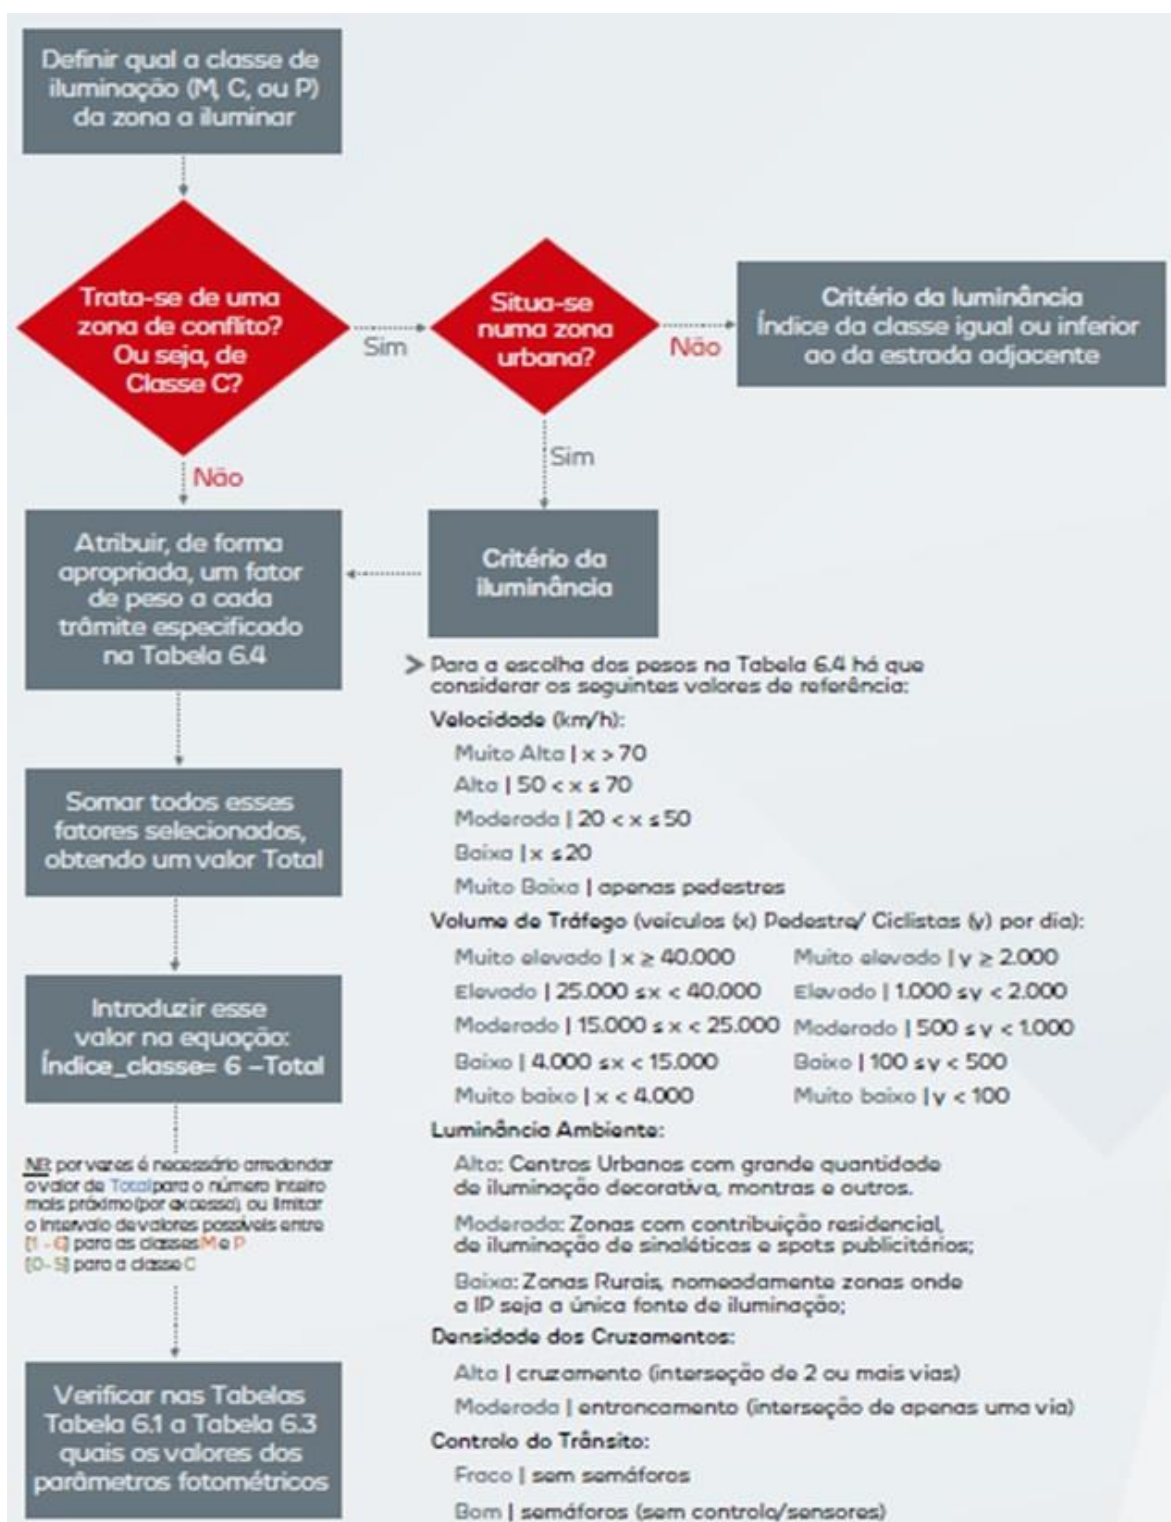 Definir qual a classe de
iluminação (M, C, ou P)
da zona a iluminar
Trata-se de uma
zona de conflito?
Ou seja, de
Classe C?
Sim
Situa-se
numa zona
urbana?
Não
Critério da luminância
Índice da classe igual ou inferior
ao da estrada adjacente
Não
Sim
Atribuir, de forma
apropriada, um fator
de peso a cada
trâmite especificado
na Tabela 6.4
Critério da
iluminância
Somar todos esses
fatores selecionados,
obtendo um valor Total
Introduzir esse
valor na equação:
Índice_classe= 6 –Total
NB: por vezes é necessário arredondar
o valor de Total para o número inteiro
mais próximo (por excesso), ou limitar
o intervalo de valores possíveis entre
[1 - 6] para as classes M e P
[0- 5] para a classe C
Verificar nas Tabelas
Tabela 6.1 a Tabela 6.3
quais os valores dos
parâmetros fotométricos
> Para a escolha dos pesos na Tabela 6.4 há que
considerar os seguintes valores de referência:
Velocidade (km/h):
Muito Alta | x > 70
Alta | 50 < x ≤ 70
Moderada | 20 < x ≤ 50
Baixa | x ≤ 20
Muito Baixa | apenas pedestres
Volume de Tráfego (veículos (x) Pedestre/ Ciclistas (y) por dia):
Muito elevado | x ≥ 40.000 Muito elevado | y ≥ 2.000
Elevado | 25.000 ≤ x < 40.000 Elevado | 1.000 ≤ y < 2.000
Moderado | 15.000 ≤ x < 25.000 Moderado | 500 ≤ y < 1.000
Baixo | 4.000 ≤ x < 15.000 Baixo | 100 ≤ y < 500
Muito baixo | x < 4.000 Muito baixo | y < 100
Luminância Ambiente:
Alta: Centros Urbanos com grande quantidade
de iluminação decorativa, montras e outros.
Moderada: Zonas com contribuição residencial,
de iluminação de sinaléticas e spots publicitários;
Baixa: Zonas Rurais, nomeadamente zonas onde
a IP seja a única fonte de iluminação;
Densidade dos Cruzamentos:
Alta | cruzamento (interseção de 2 ou mais vias)
Moderada | entroncamento (interseção de apenas uma via)
Controlo do Trânsito:
Fraco | sem semáforos
Bom | semáforos (sem controlo/sensores)